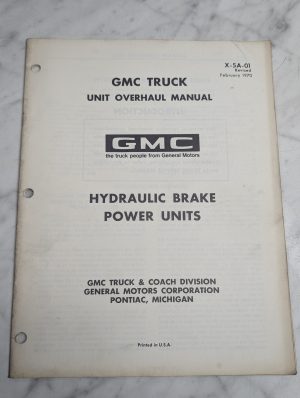 X-5A-01
Revised
February 1970
GMC TRUCK
UNIT OVERHAUL MANUAL
GMC
the truck people from General Motors
HYDRAULIC BRAKE
POWER UNITS
GMC TRUCK & COACH DIVISION
GENERAL MOTORS CORPORATION
PONTIAC, MICHIGAN
Printed in U.S.A.